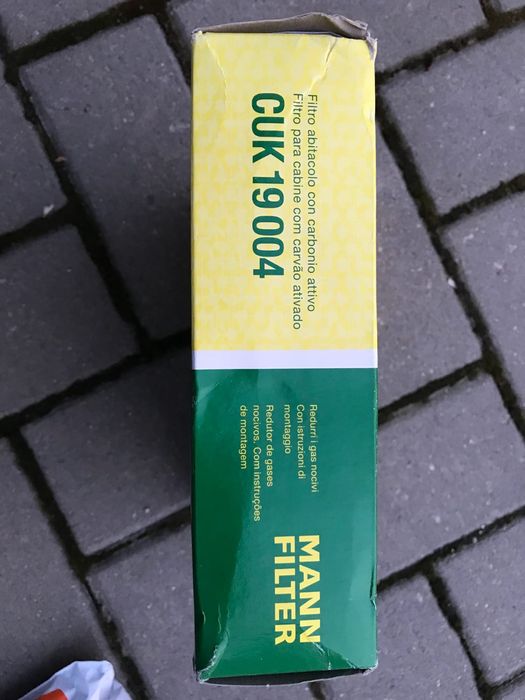 Filtro abitacolo con carbonio attivo
Filtro para cabine com carvão ativado
CUK 19 004
Redurri i gas nocivi
Con istruzioni di
montaggio
Redutor de gases
nocivos. Com instruções
de montagem
MANN
FILTER